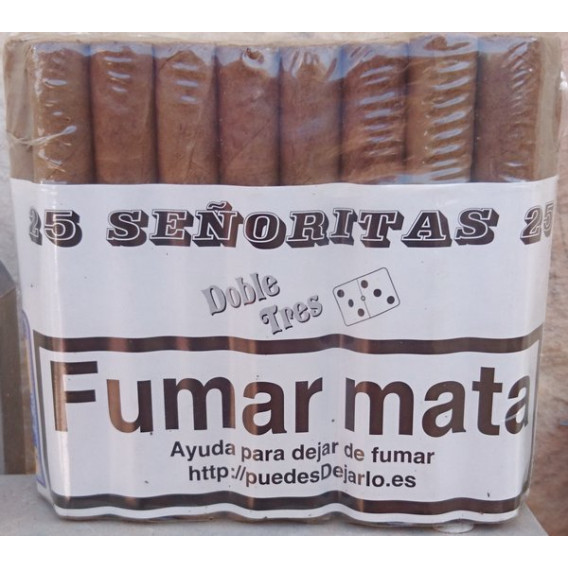 25 SEÑORITAS 25
Doble
Tres
Fumar mata
Ayuda para dejar de fumar
http://puedesDejarlo.es